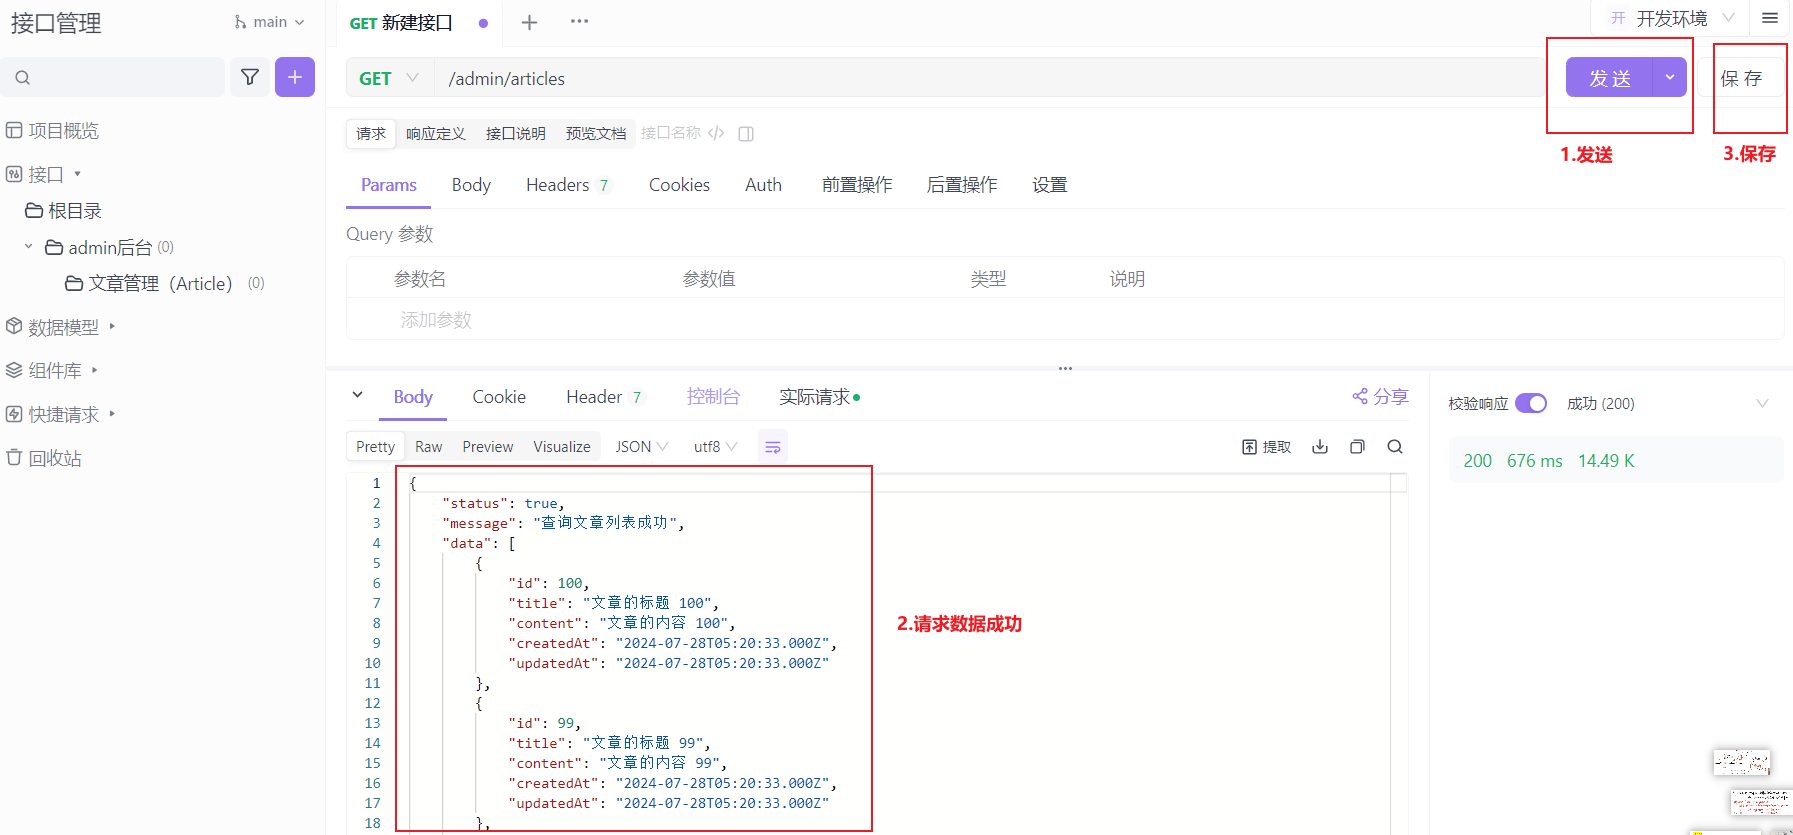 接口管理
main
项目概览
接口
根目录
admin后台 (0)
文章管理（Article） (0)
数据模型
组件库
快捷请求
回收站
GET 新建接口
开 开发环境
GET /admin/articles
发送
保存
1.发送
3.保存
请求 响应定义 接口说明 预览文档 接口名称
Params Body Headers 7 Cookies Auth 前置操作 后置操作 设置
Query 参数
参数名 参数值 类型 说明
添加参数
Body Cookie Header 7 控制台 实际请求 分享
Pretty Raw Preview Visualize JSON utf8 提取
1 {
2 "status": true,
3 "message": "查询文章列表成功",
4 "data": [
5 {
6 "id": 100,
7 "title": "文章的标题 100",
8 "content": "文章的内容 100",
9 "createdAt": "2024-07-28T05:20:33.000Z",
10 "updatedAt": "2024-07-28T05:20:33.000Z"
11 },
12 {
13 "id": 99,
14 "title": "文章的标题 99",
15 "content": "文章的内容 99",
16 "createdAt": "2024-07-28T05:20:33.000Z",
17 "updatedAt": "2024-07-28T05:20:33.000Z"
18 },
2.请求数据成功
校验响应 成功 (200)
200 676 ms 14.49 K